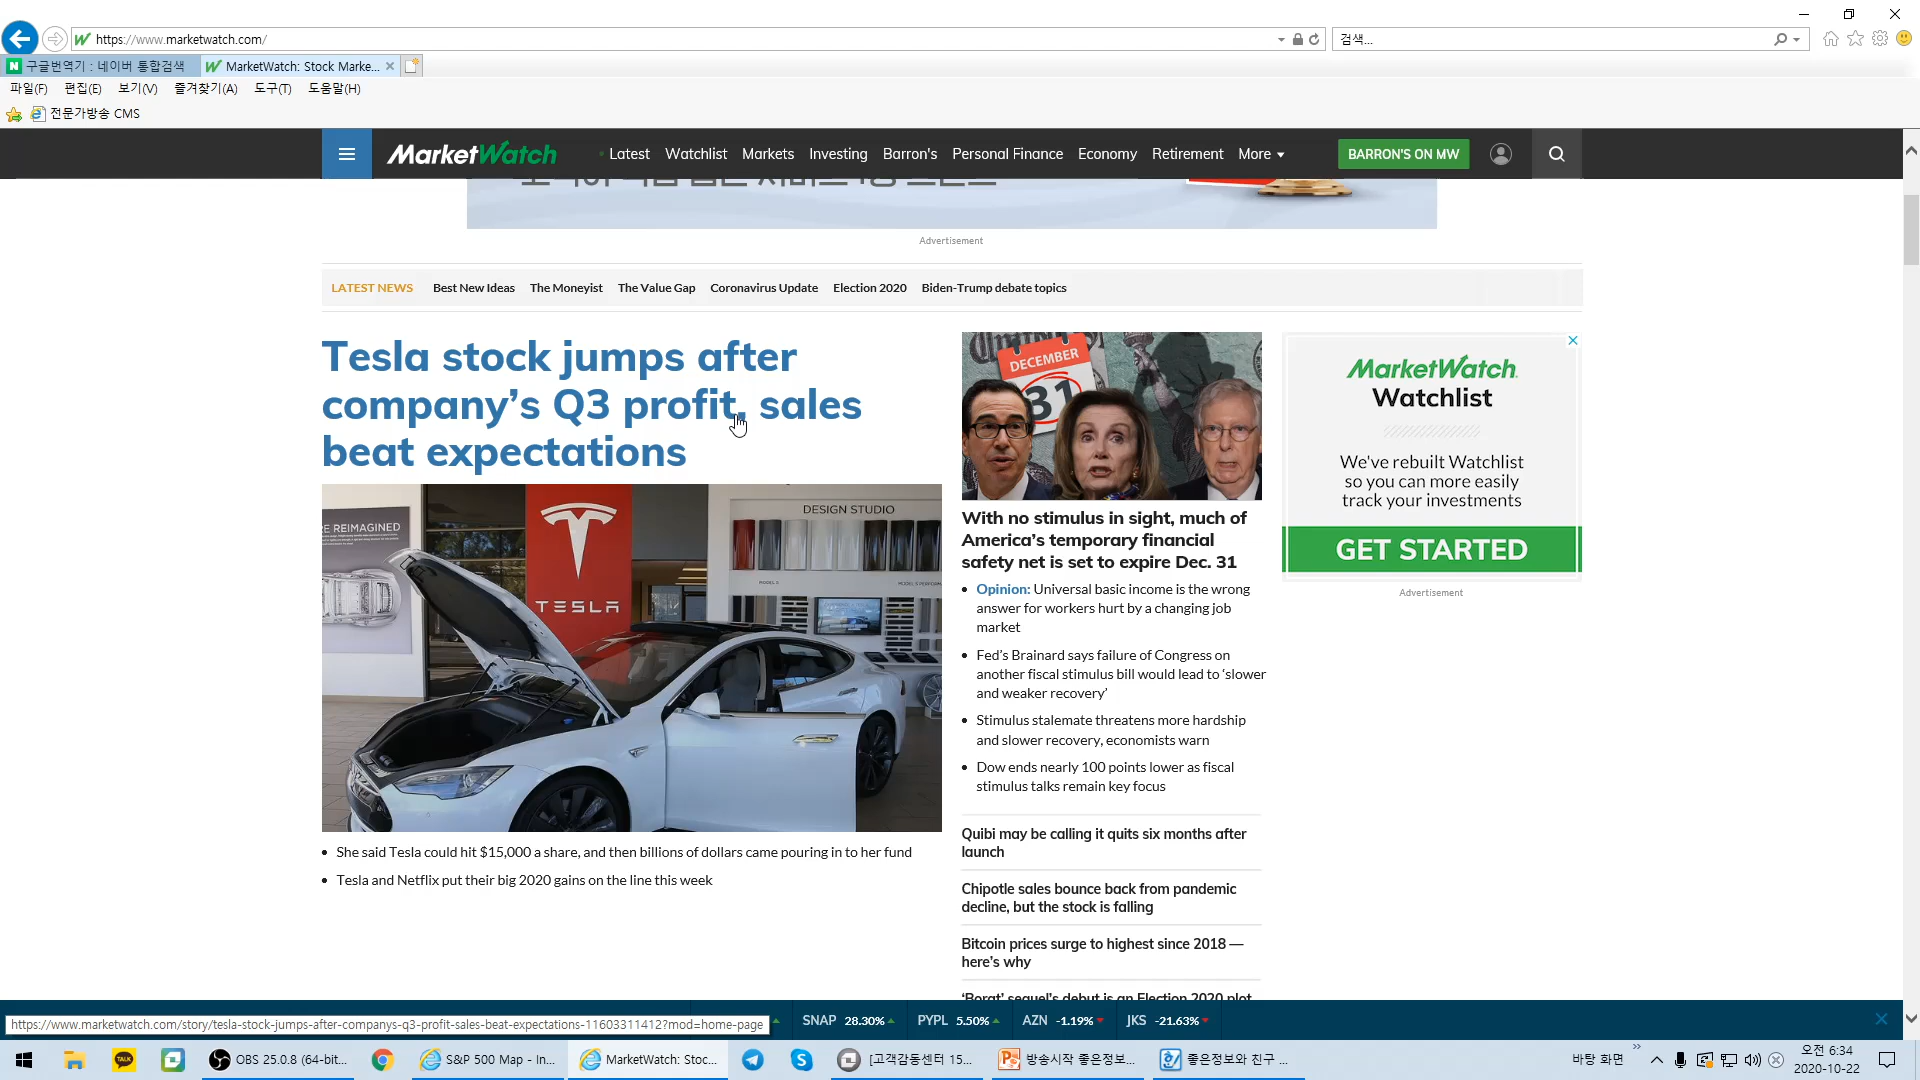 https://www.marketwatch.com/
검색...
구글번역기 : 네이버 통합검색
MarketWatch: Stock Marke...
파일(F) 편집(E) 보기(V) 즐겨찾기(A) 도구(T) 도움말(H)
전문가방송 CMS
MarketWatch Latest Watchlist Markets Investing Barron's Personal Finance Economy Retirement More BARRON'S ON MW
Advertisement
LATEST NEWS Best New Ideas The Moneyist The Value Gap Coronavirus Update Election 2020 Biden-Trump debate topics
Tesla stock jumps after
company’s Q3 profit, sales
beat expectations
RE REIMAGINED
DESIGN STUDIO
TESLA
She said Tesla could hit $15,000 a share, and then billions of dollars came pouring in to her fund
Tesla and Netflix put their big 2020 gains on the line this week
DECEMBER
31
With no stimulus in sight, much of
America’s temporary financial
safety net is set to expire Dec. 31
Opinion: Universal basic income is the wrong
answer for workers hurt by a changing job
market
Fed’s Brainard says failure of Congress on
another fiscal stimulus bill would lead to ‘slower
and weaker recovery’
Stimulus stalemate threatens more hardship
and slower recovery, economists warn
Dow ends nearly 100 points lower as fiscal
stimulus talks remain key focus
Quibi may be calling it quits six months after
launch
Chipotle sales bounce back from pandemic
decline, but the stock is falling
Bitcoin prices surge to highest since 2018 —
here’s why
‘Borat’ sequel’s debut is an Election 2020 plot
MarketWatch
Watchlist
We've rebuilt Watchlist
so you can more easily
track your investments
GET STARTED
Advertisement
https://www.marketwatch.com/story/tesla-stock-jumps-after-companys-q3-profit-sales-beat-expectations-11603311412?mod=home-page
SNAP 28.30% PYPL 5.50% AZN -1.19% JKS -21.63%
TALK
OBS 25.0.8 (64-bit...
S&P 500 Map - In...
MarketWatch: Stoc...
[고객감동센터 15...
방송시작 좋은정보...
좋은정보와 친구 ...
바탕 화면
오전 6:34
2020-10-22